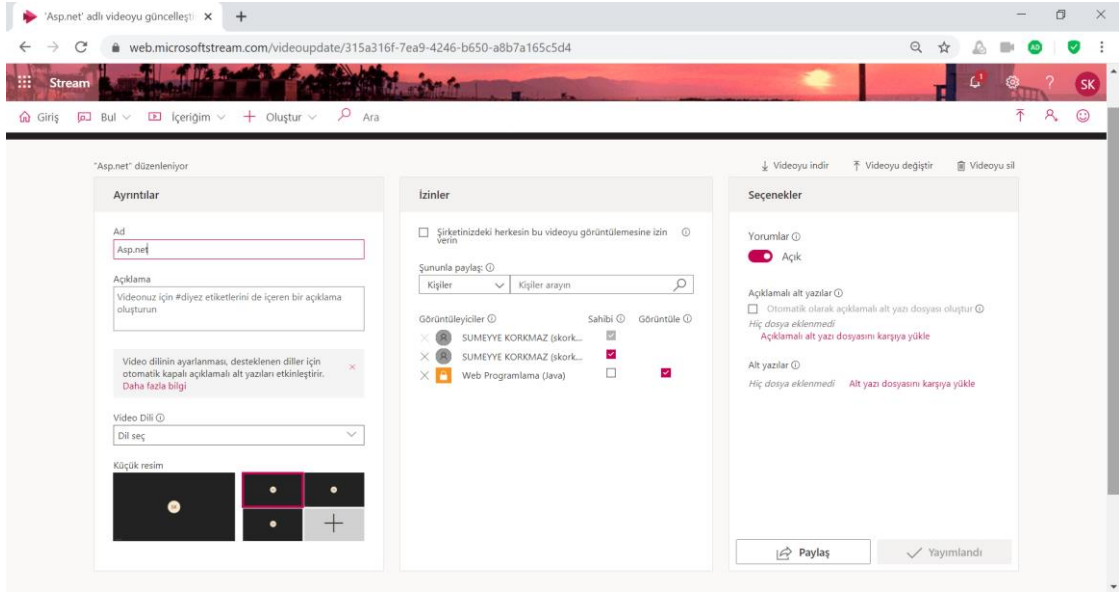 'Asp.net' adlı videoyu güncelleşti
web.microsoftstream.com/videoupdate/315a316f-7ea9-4246-b650-a8b7a165c5d4
Stream
SK
Giriş Bul İçeriğim Oluştur Ara
"Asp.net" düzenleniyor
Videoyu indir Videoyu değiştir Videoyu sil
Ayrıntılar
Ad
Asp.net
Açıklama
Videonuz için #diyez etiketlerini de içeren bir açıklama
oluşturun
Video dilinin ayarlanması, desteklenen diller için
otomatik kapalı açıklamalı alt yazıları etkinleştirir.
Daha fazla bilgi
Video Dili
Dil seç
Küçük resim
İzinler
Şirketinizdeki herkesin bu videoyu görüntülemesine izin
verin
Şununla paylaş:
Kişiler Kişiler arayın
Görüntüleyiciler Sahibi Görüntüle
SUMEYYE KORKMAZ (skork...
SUMEYYE KORKMAZ (skork...
Web Programlama (Java)
Seçenekler
Yorumlar
Açık
Açıklamalı alt yazılar
Otomatik olarak açıklamalı alt yazı dosyası oluştur
Hiç dosya eklenmedi
Açıklamalı alt yazı dosyasını karşıya yükle
Alt yazılar
Hiç dosya eklenmedi Alt yazı dosyasını karşıya yükle
Paylaş Yayımlandı